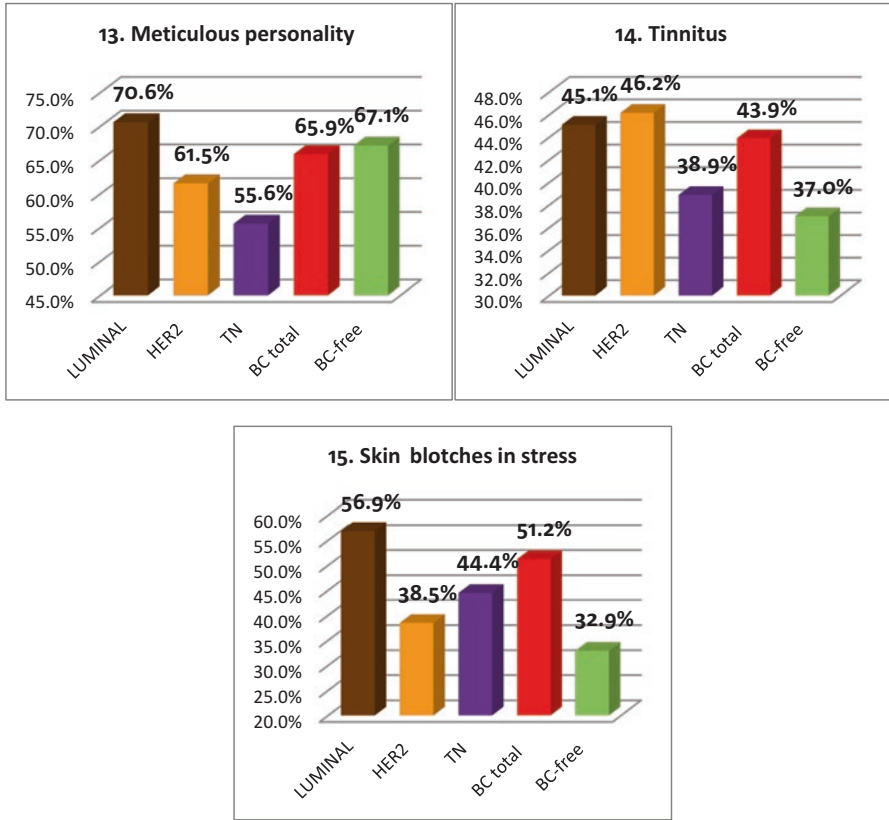 13. Meticulous personality
75.0%
70.0%
65.0%
60.0%
55.0%
50.0%
45.0%
70.6%
61.5%
55.6%
65.9%
67.1%
LUMINAL
HER2
TN
BC total
BC-free
14. Tinnitus
48.0%
46.0%
44.0%
42.0%
40.0%
38.0%
36.0%
34.0%
32.0%
30.0%
45.1%
46.2%
38.9%
43.9%
37.0%
LUMINAL
HER2
TN
BC total
BC-free
15. Skin blotches in stress
60.0%
55.0%
50.0%
45.0%
40.0%
35.0%
30.0%
25.0%
20.0%
56.9%
38.5%
44.4%
51.2%
32.9%
LUMINAL
HER2
TN
BC total
BC-free